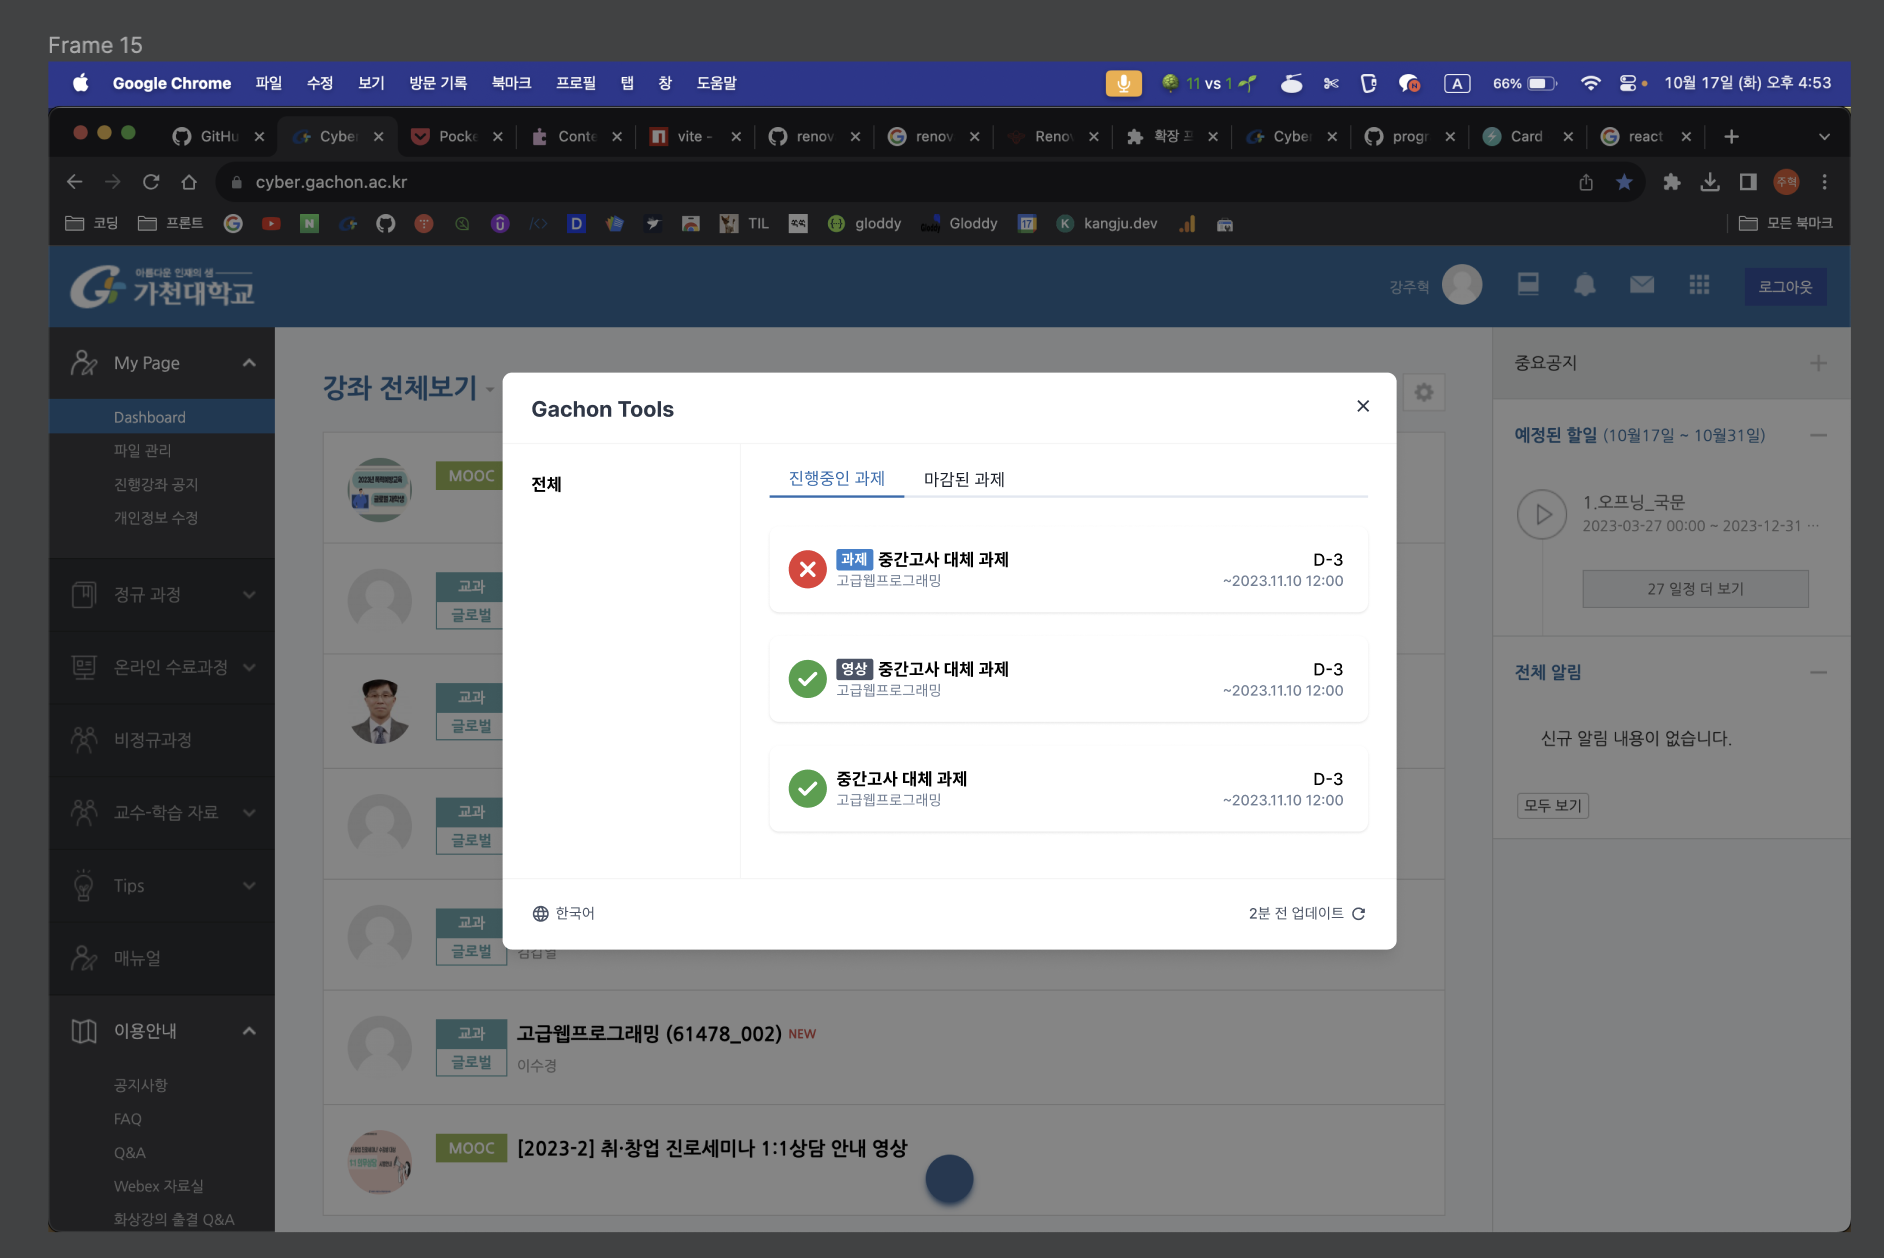 Frame 15
Google Chrome 파일 수정 보기 방문 기록 북마크 프로필 탭 창 도움말
11 vs 1
A
66%
10월 17일 (화) 오후 4:53
GitHu
Cyber
Pocke
Conte
vite -
renov
renov
Renov
확장 프
Cyber
progr
Card
react
cyber.gachon.ac.kr
주혁
코딩
프론트
TIL
gloddy
Gloddy
17
kangju.dev
모든 북마크
아름다운 인재의 샘
가천대학교
강주혁
로그아웃
My Page
Dashboard
파일 관리
진행강좌 공지
개인정보 수정
정규 과정
온라인 수료과정
비정규과정
교수-학습 자료
Tips
매뉴얼
이용안내
공지사항
FAQ
Q&A
Webex 자료실
화상강의 출결 Q&A
강좌 전체보기
MOOC
교과
글로벌
교과
글로벌
교과
글로벌
교과
글로벌
교과
글로벌
고급웹프로그래밍 (61478_002) NEW
이수경
MOOC
[2023-2] 취·창업 진로세미나 1:1상담 안내 영상
Gachon Tools
전체
진행중인 과제
마감된 과제
과제 중간고사 대체 과제
고급웹프로그래밍
D-3
~2023.11.10 12:00
영상 중간고사 대체 과제
고급웹프로그래밍
D-3
~2023.11.10 12:00
중간고사 대체 과제
고급웹프로그래밍
D-3
~2023.11.10 12:00
한국어
2분 전 업데이트
중요공지
예정된 할일 (10월17일 ~ 10월31일)
1.오프닝_국문
2023-03-27 00:00 ~ 2023-12-31 ···
27 일정 더 보기
전체 알림
신규 알림 내용이 없습니다.
모두 보기